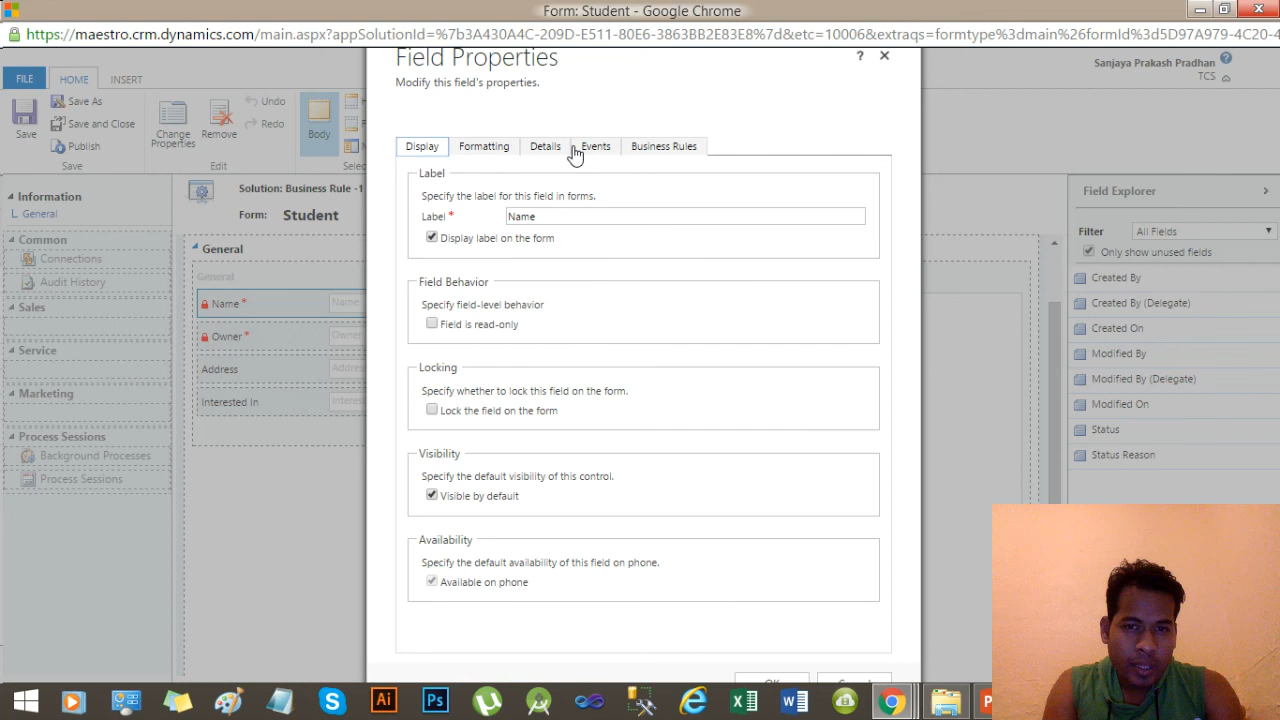 Form: Student - Google Chrome
https://maestro.crm.dynamics.com/main.aspx?appSolutionId=%7b3A430A4C-209D-E511-80E6-3863BB2E83E8%7d&etc=10006&extraqs=formtype%3dmain%26formId%3d5D97A979-4C20-4
Field Properties
? ×
Modify this field's properties.
Sanjaya Prakash Pradhan
TCS
FILE
HOME
INSERT
Save
Save As
Save and Close
Publish
Save
Change Properties
Remove
Undo
Redo
Edit
Body
Display
Formatting
Details
Events
Business Rules
Information
General
Common
Connections
Audit History
Sales
Service
Marketing
Process Sessions
Background Processes
Process Sessions
Solution: Business Rule -1
Form: Student
General
General
Name *
Name
Owner *
Owner
Address
Interested In
Label
Specify the label for this field in forms.
Label *
Name
Display label on the form
Field Behavior
Specify field-level behavior
Field is read-only
Locking
Specify whether to lock this field on the form.
Lock the field on the form
Visibility
Specify the default visibility of this control.
Visible by default
Availability
Specify the default availability of this field on phone.
Available on phone
Field Explorer
Filter
All Fields
Only show unused fields
Created By
Created By (Delegate)
Created On
Modified By
Modified By (Delegate)
Modified On
Status
Status Reason
Ai
Ps